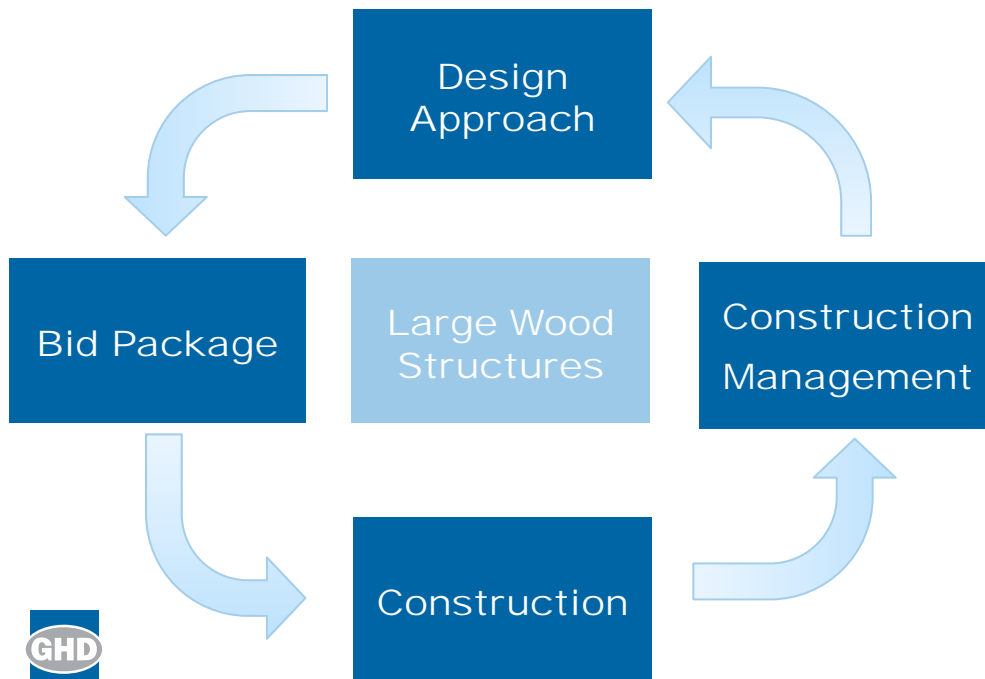 Design
Approach
Bid Package
Large Wood
Structures
Construction
Management
Construction
GHD